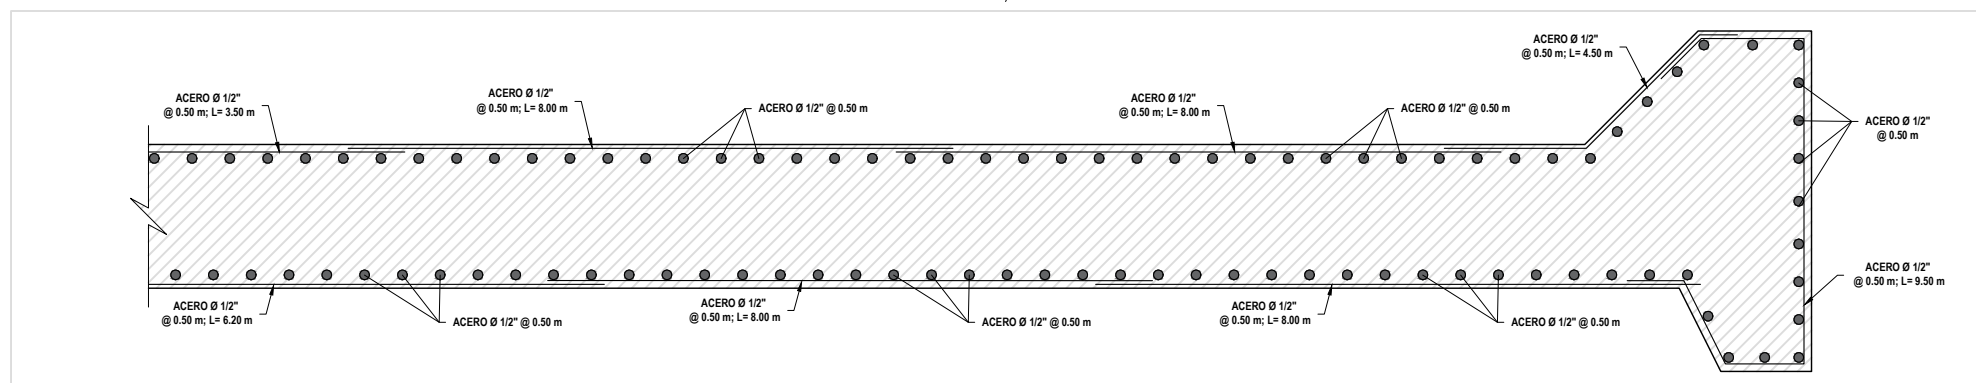 ACERO Ø 1/2"
@ 0.50 m; L= 4.50 m
ACERO Ø 1/2"
@ 0.50 m; L= 3.50 m
ACERO Ø 1/2"
@ 0.50 m; L= 8.00 m
ACERO Ø 1/2" @ 0.50 m
ACERO Ø 1/2"
@ 0.50 m; L= 8.00 m
ACERO Ø 1/2" @ 0.50 m
ACERO Ø 1/2"
@ 0.50 m
ACERO Ø 1/2"
@ 0.50 m; L= 9.50 m
ACERO Ø 1/2"
@ 0.50 m; L= 6.20 m
ACERO Ø 1/2" @ 0.50 m
ACERO Ø 1/2"
@ 0.50 m; L= 8.00 m
ACERO Ø 1/2" @ 0.50 m
ACERO Ø 1/2"
@ 0.50 m; L= 8.00 m
ACERO Ø 1/2" @ 0.50 m